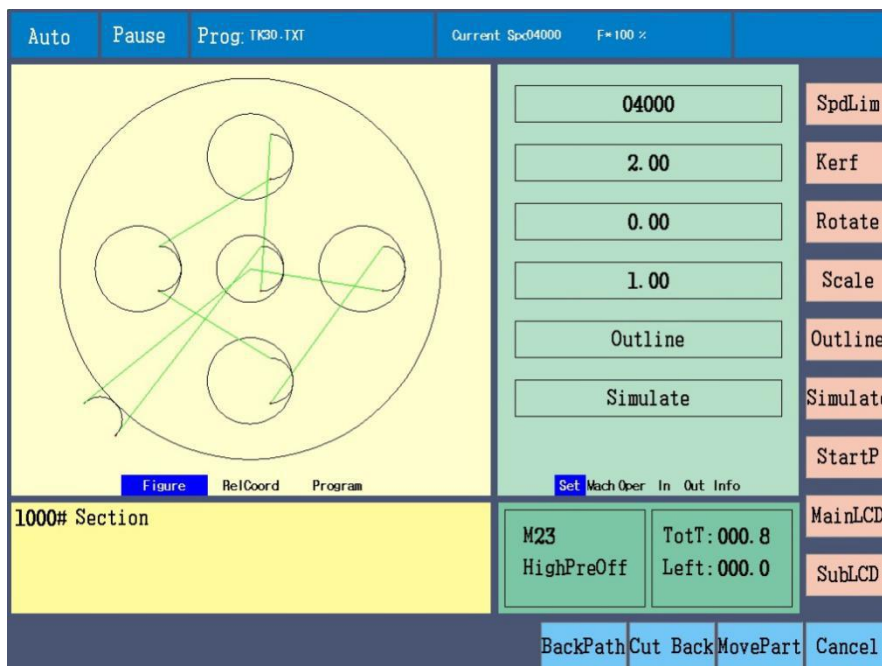 Auto Pause Prog: TK30.TXT Current Spd04000 F*100 %
04000 SpdLim
2.00 Kerf
0.00 Rotate
1.00 Scale
Outline Outline
Simulate Simulate
StartP
Figure RelCoord Program Set Mach Oper In Out Info
1000# Section
MainLCD
M23 TotT:000.8
HighPreOff Left:000.0
SubLCD
BackPath Cut Back MovePart Cancel